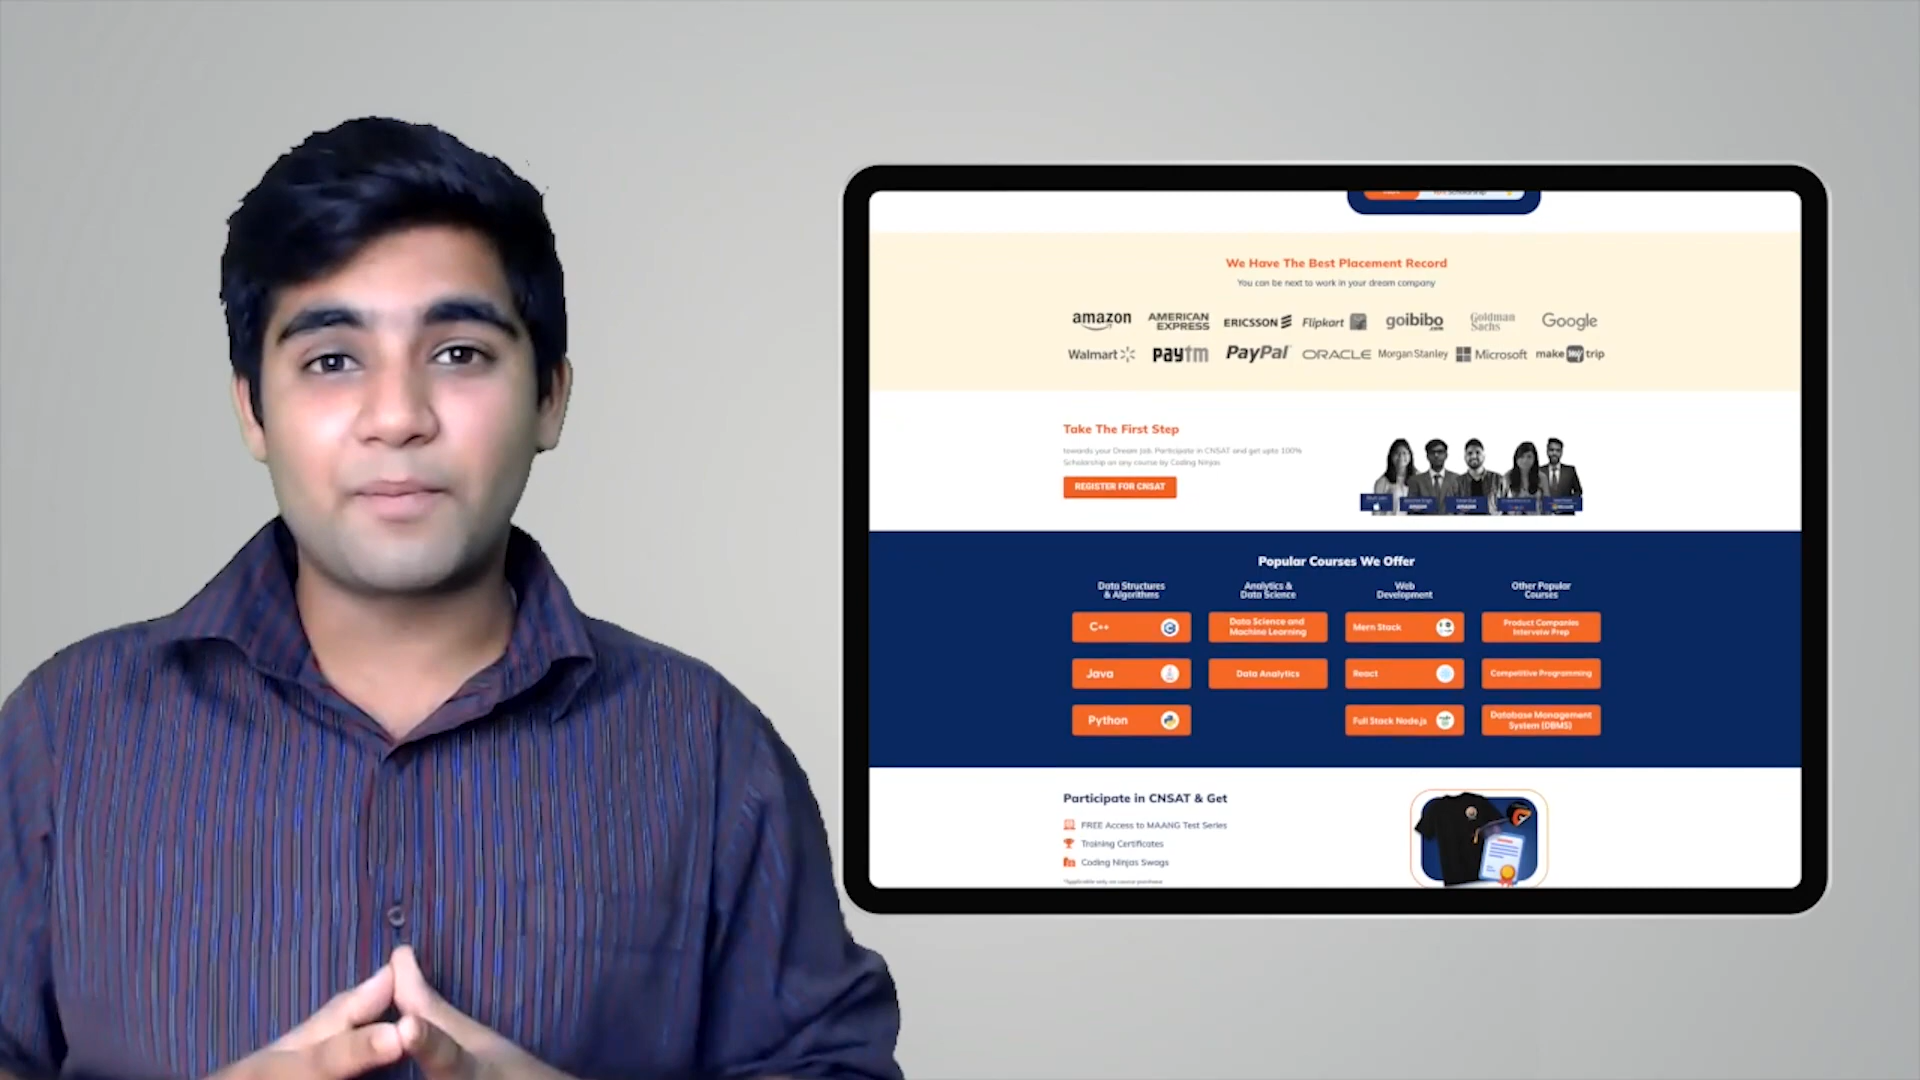 We Have The Best Placement Record
You can be next to work in your dream company
amazon AMERICAN EXPRESS ERICSSON Flipkart goibibo.com Goldman Sachs Google
Walmart paytm PayPal ORACLE Morgan Stanley Microsoft make my trip
Take The First Step
towards your Dream Job. Participate in CNSAT and get upto 100%
Scholarship on any course by Coding Ninjas
REGISTER FOR CNSAT
Popular Courses We Offer
Data Structures
& Algorithms
C++
Java
Python
Analytics &
Data Science
Data Science and
Machine Learning
Data Analytics
Web
Development
Mern Stack
React
Full Stack Node.js
Other Popular
Courses
Product Companies
Interveiw Prep
Competitive Programming
Database Management
System (DBMS)
Participate in CNSAT & Get
FREE Access to MAANG Test Series
Training Certificates
Coding Ninjas Swags
*Applicable only on course purchase